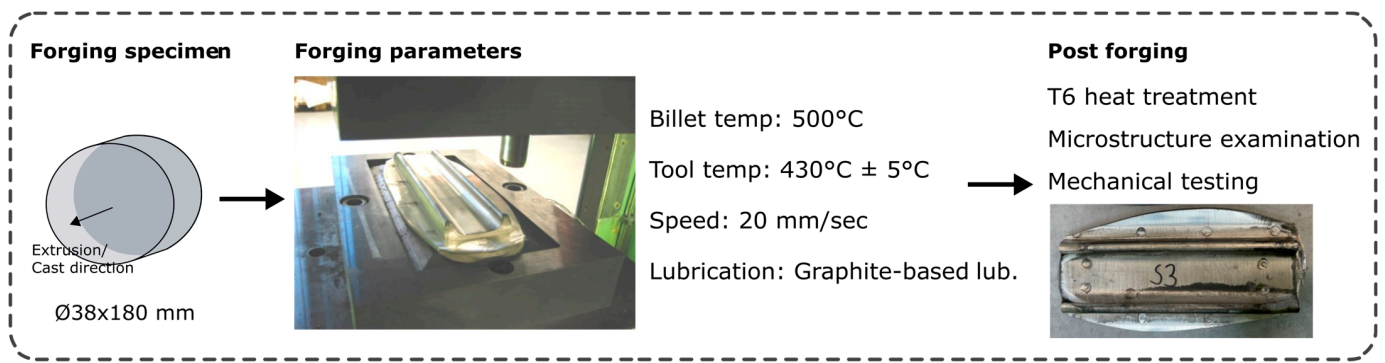 Forging specimen
Extrusion/
Cast direction
Ø38x180 mm
Forging parameters
Billet temp: 500°C
Tool temp: 430°C ± 5°C
Speed: 20 mm/sec
Lubrication: Graphite-based lub.
Post forging
T6 heat treatment
Microstructure examination
Mechanical testing
S3